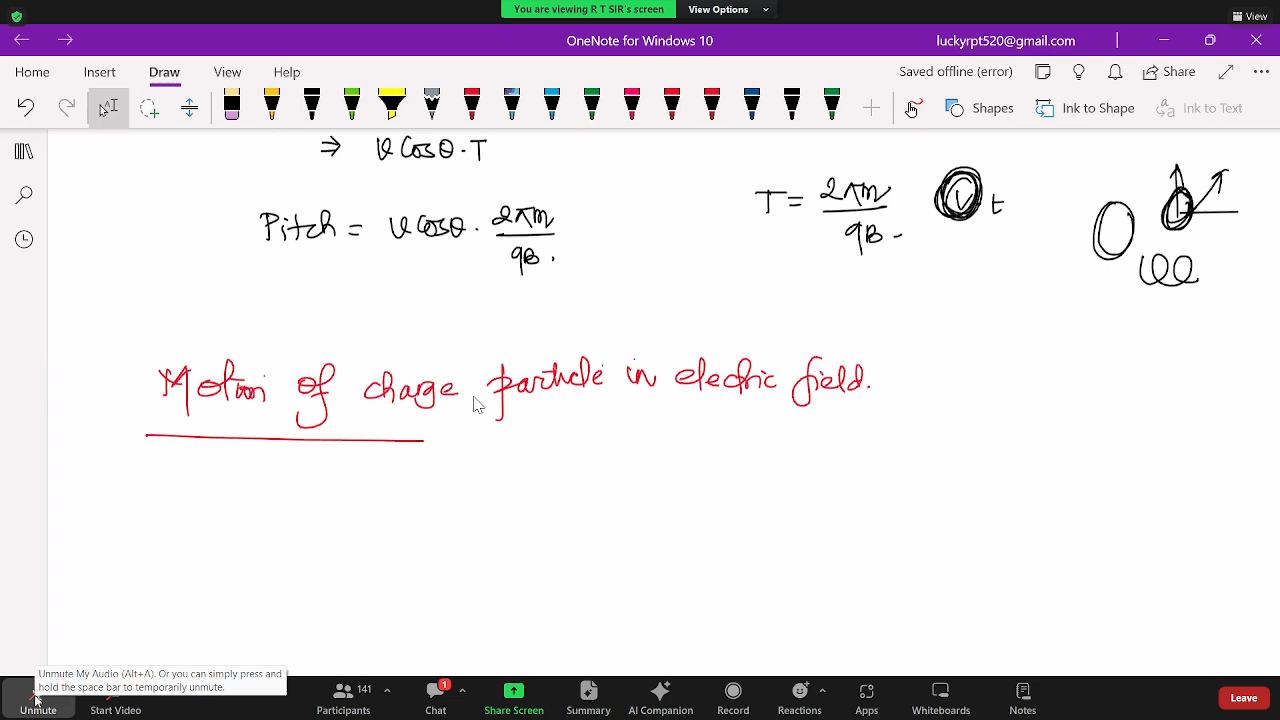 You are viewing R T SIR's screen
View Options
View
OneNote for Windows 10
luckyrpt520@gmail.com
Home Insert Draw View Help
Saved offline (error)
Share
Shapes
Ink to Shape
Ink to Text
⇒ v Cosθ · T
T = 2πm / qB
t
Pitch = v cosθ · 2πm / qB.
Motion of charge particle in electric field.
Unmute My Audio (Alt+A). Or you can simply press and
hold the space bar to temporarily unmute.
141
1
Unmute
Start Video
Participants
Chat
Share Screen
Summary
AI Companion
Record
Reactions
Apps
Whiteboards
Notes
Leave